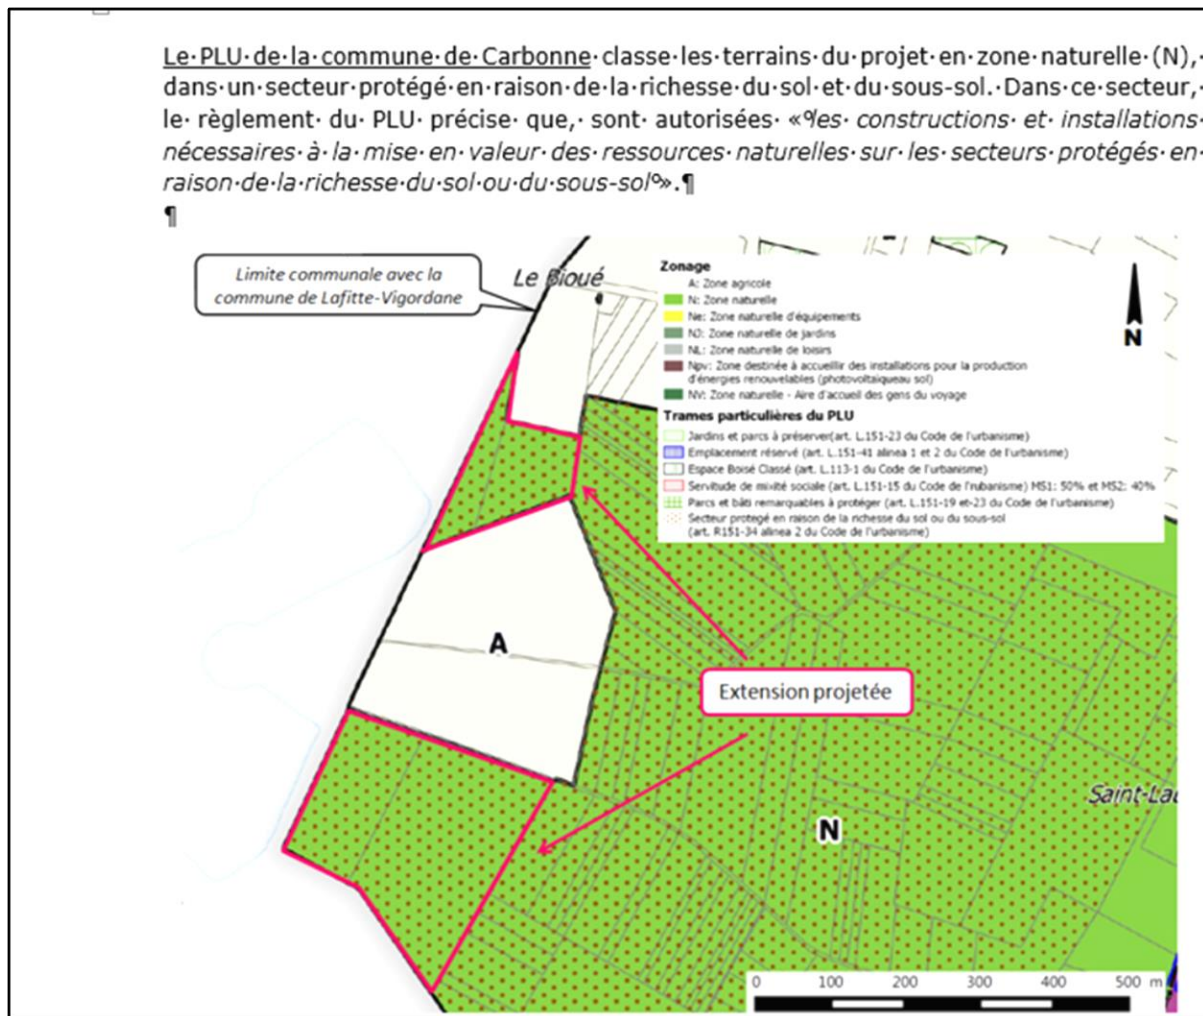 Le PLU de la commune de Carbonne classe les terrains du projet en zone naturelle (N),
dans un secteur protégé en raison de la richesse du sol et du sous-sol. Dans ce secteur,
le règlement du PLU précise que, sont autorisées «°les constructions et installations
nécessaires à la mise en valeur des ressources naturelles sur les secteurs protégés en
raison de la richesse du sol ou du sous-sol°».¶
¶
Limite communale avec la
commune de Lafitte-Vigordane
Le Bioué
Zonage
A: Zone agricole
N: Zone naturelle
Ne: Zone naturelle d'équipements
NJ: Zone naturelle de jardins
NL: Zone naturelle de loisirs
Npv: Zone destinée à accueillir des installations pour la production
d'énergies renouvelables (photovoltaiqueau sol)
NV: Zone naturelle - Aire d'accueil des gens du voyage
Trames particulières du PLU
Jardins et parcs à préserver(art. L.151-23 du Code de l'urbanisme)
Emplacement réservé (art. L.151-41 alinea 1 et 2 du Code de l'urbanisme)
Espace Boisé Classé (art. L.113-1 du Code de l'urbanisme)
Servitude de mixité sociale (art. L.151-15 du Code de l'rubanisme) MS1: 50% et MS2: 40%
Parcs et bâti remarquables à protéger (art. L.151-19 et-23 du Code de l'urbanisme)
Secteur protegé en raison de la richesse du sol ou du sous-sol
(art. R151-34 alinea 2 du Code de l'urbanisme)
N
A
Extension projetée
Saint-Lau
N
0 100 200 300 400 500 m